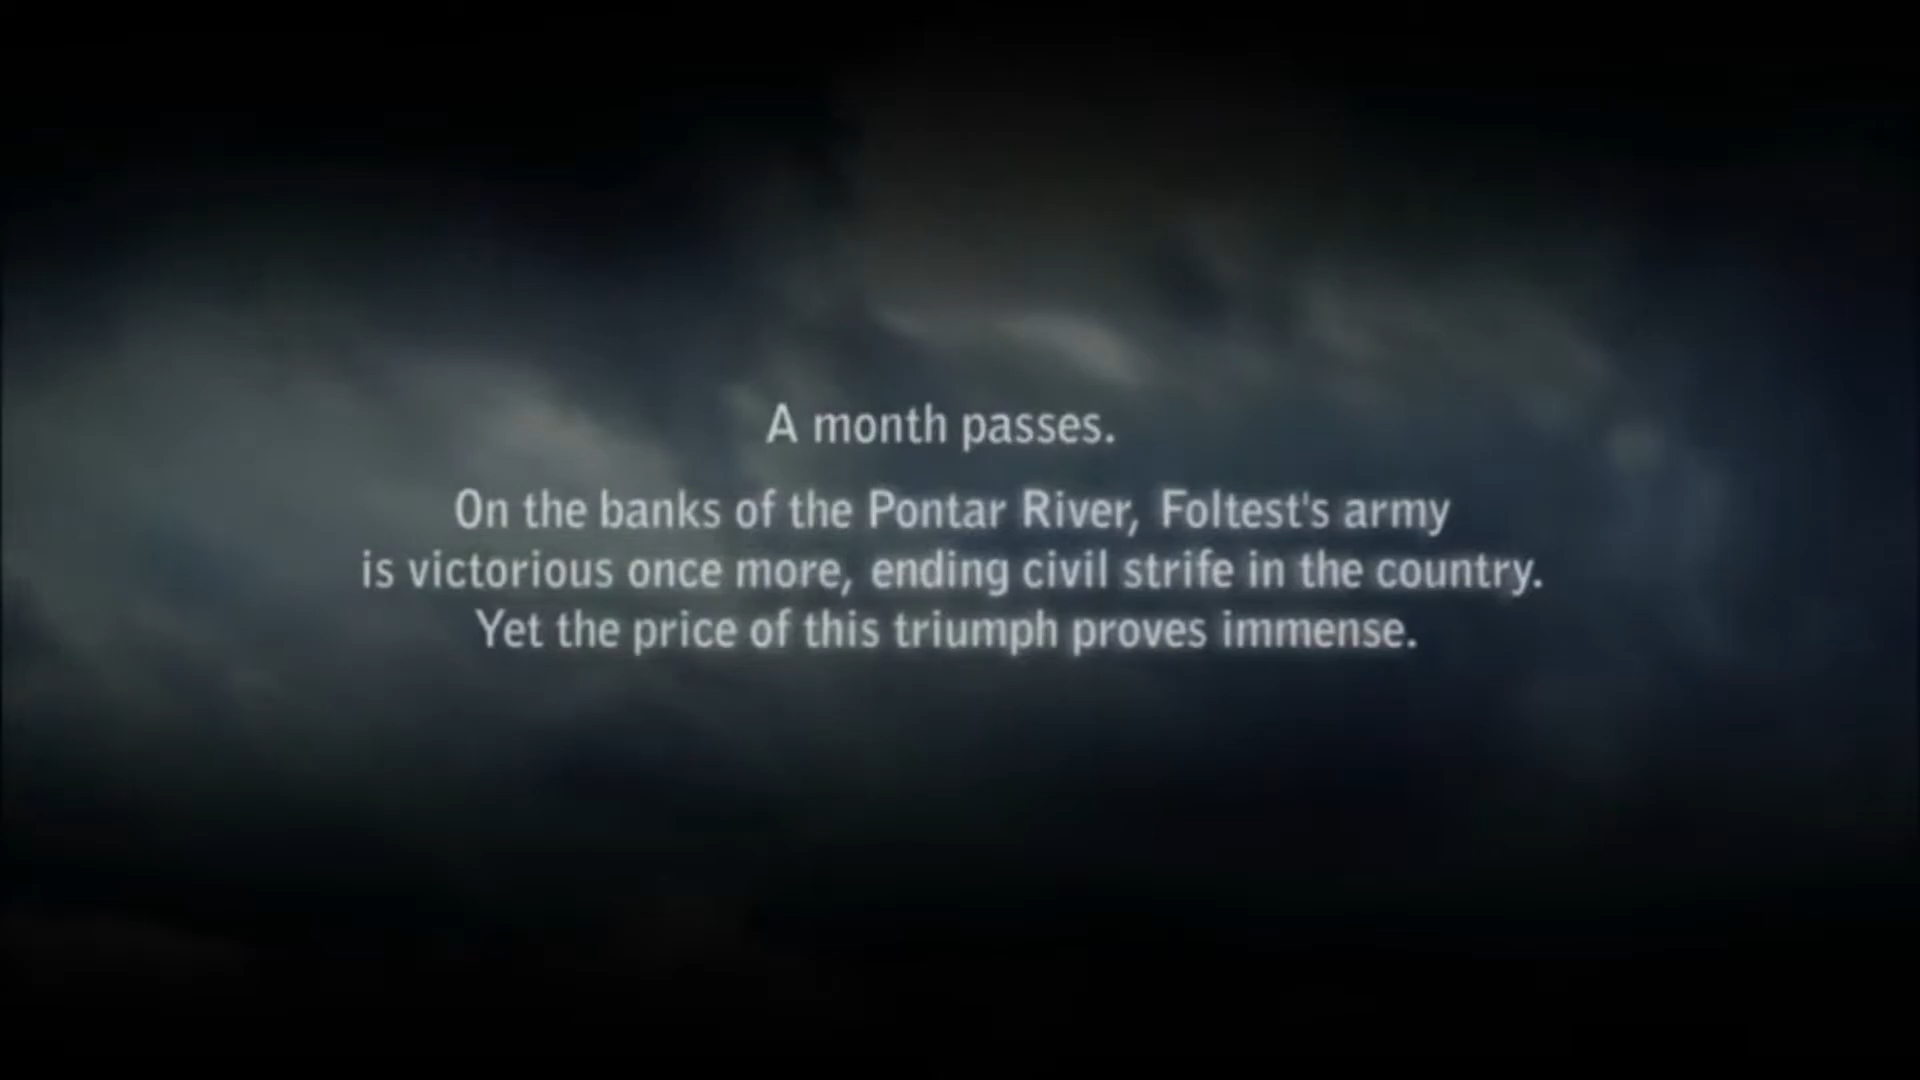 A month passes.
On the banks of the Pontar River, Foltest's army
is victorious once more, ending civil strife in the country.
Yet the price of this triumph proves immense.